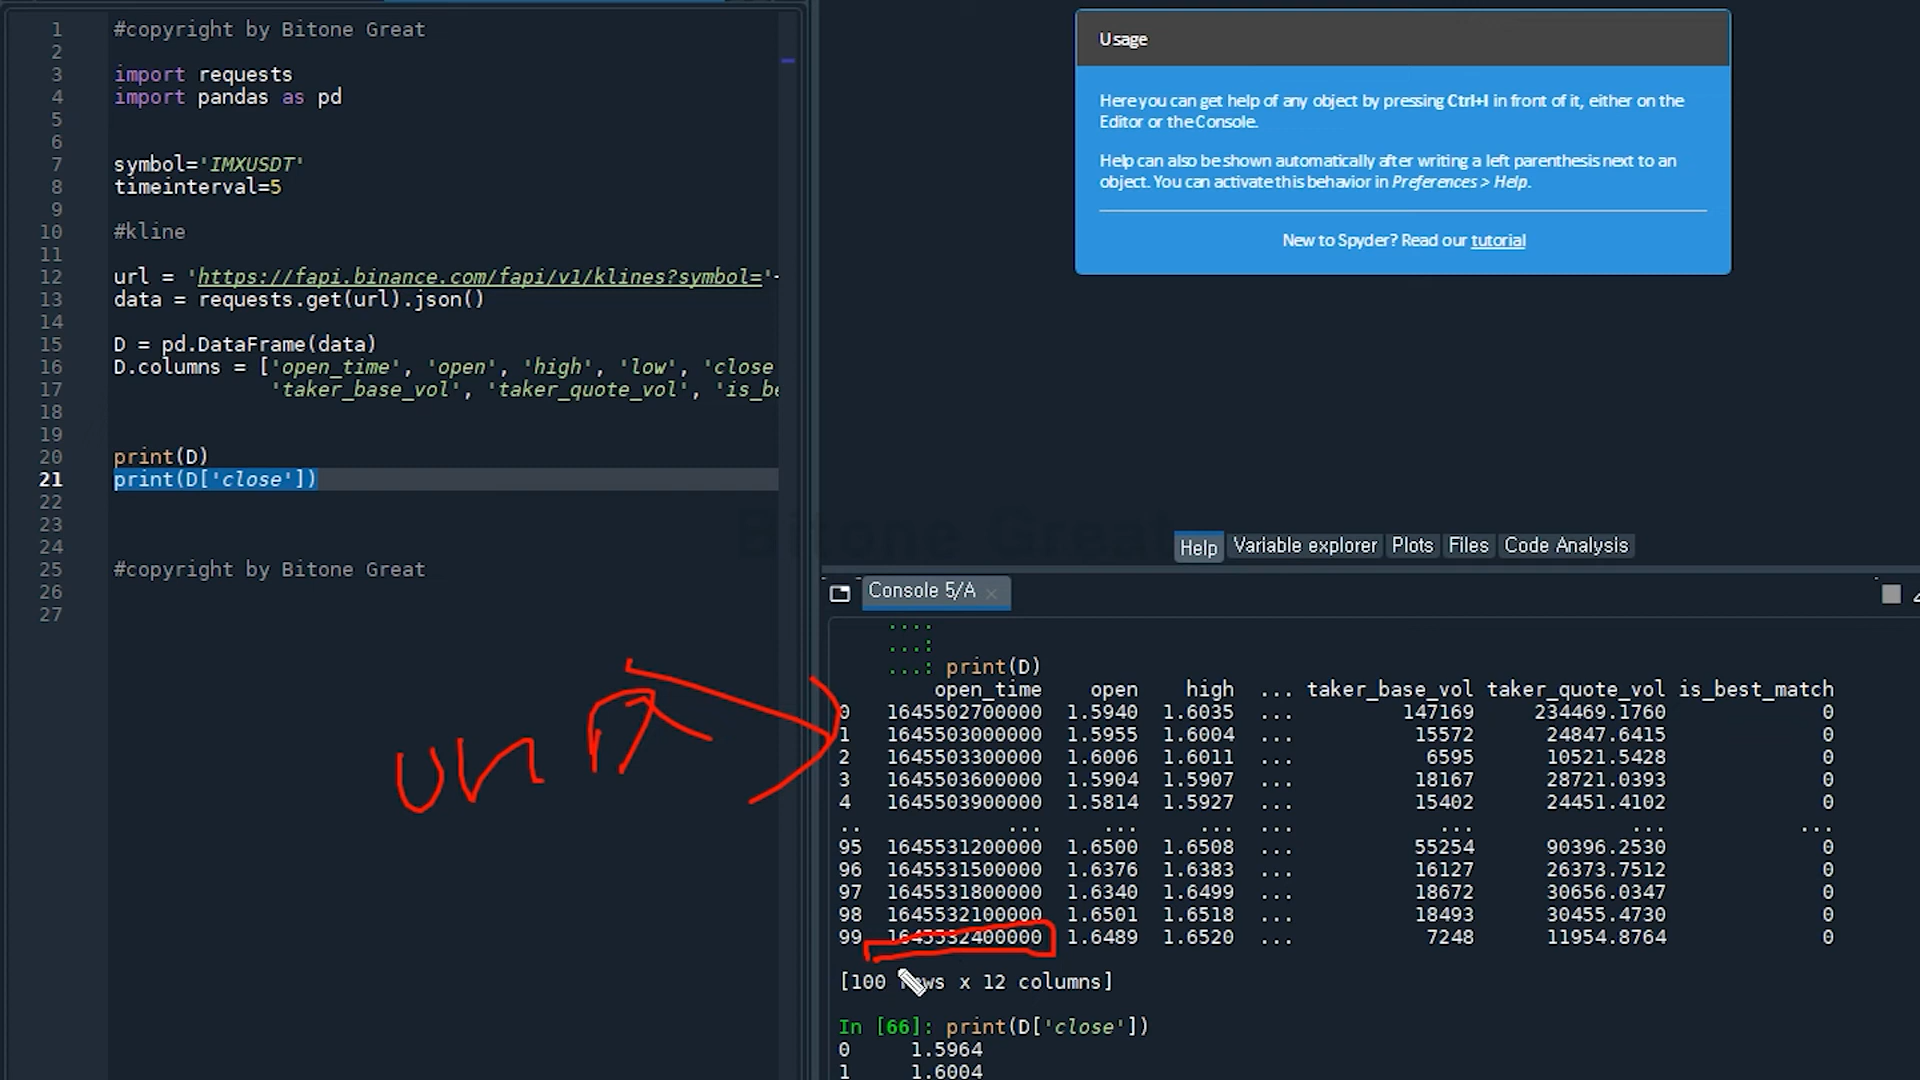 1 #copyright by Bitone Great
2
3 import requests
4 import pandas as pd
5
6
7 symbol='IMXUSDT'
8 timeinterval=5
9
10 #kline
11
12 url = 'https://fapi.binance.com/fapi/v1/klines?symbol='
13 data = requests.get(url).json()
14
15 D = pd.DataFrame(data)
16 D.columns = ['open_time', 'open', 'high', 'low', 'close
17 'taker_base_vol', 'taker_quote_vol', 'is_be
18
19
20 print(D)
21 print(D['close'])
22
23
24
25 #copyright by Bitone Great
26
27
Usage
Here you can get help of any object by pressing Ctrl+I in front of it, either on the
Editor or the Console.
Help can also be shown automatically after writing a left parenthesis next to an
object. You can activate this behavior in Preferences > Help.
New to Spyder? Read our tutorial
Bitone Great
Help Variable explorer Plots Files Code Analysis
Console 5/A
....
...:
...: print(D)
open_time open high ... taker_base_vol taker_quote_vol is_best_match
0 1645502700000 1.5940 1.6035 ... 147169 234469.1760 0
1 1645503000000 1.5955 1.6004 ... 15572 24847.6415 0
2 1645503300000 1.6006 1.6011 ... 6595 10521.5428 0
3 1645503600000 1.5904 1.5907 ... 18167 28721.0393 0
4 1645503900000 1.5814 1.5927 ... 15402 24451.4102 0
.. ... ... ... ... ... ... ...
95 1645531200000 1.6500 1.6508 ... 55254 90396.2530 0
96 1645531500000 1.6376 1.6383 ... 16127 26373.7512 0
97 1645531800000 1.6340 1.6499 ... 18672 30656.0347 0
98 1645532100000 1.6501 1.6518 ... 18493 30455.4730 0
99 1645532400000 1.6489 1.6520 ... 7248 11954.8764 0
[100 rows x 12 columns]
In [66]: print(D['close'])
0 1.5964
1 1.6004